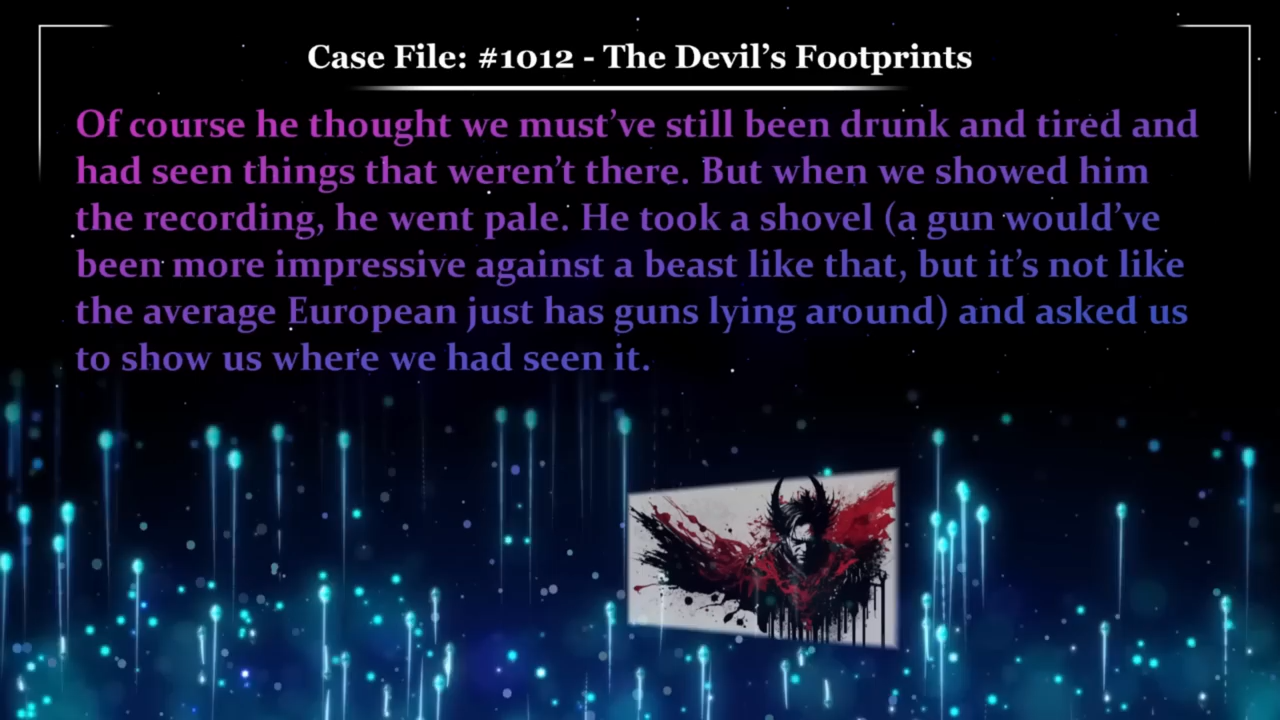 Case File: #1012 - The Devil’s Footprints
Of course he thought we must’ve still been drunk and tired and
had seen things that weren’t there. But when we showed him
the recording, he went pale. He took a shovel (a gun would’ve
been more impressive against a beast like that, but it’s not like
the average European just has guns lying around) and asked us
to show us where we had seen it.